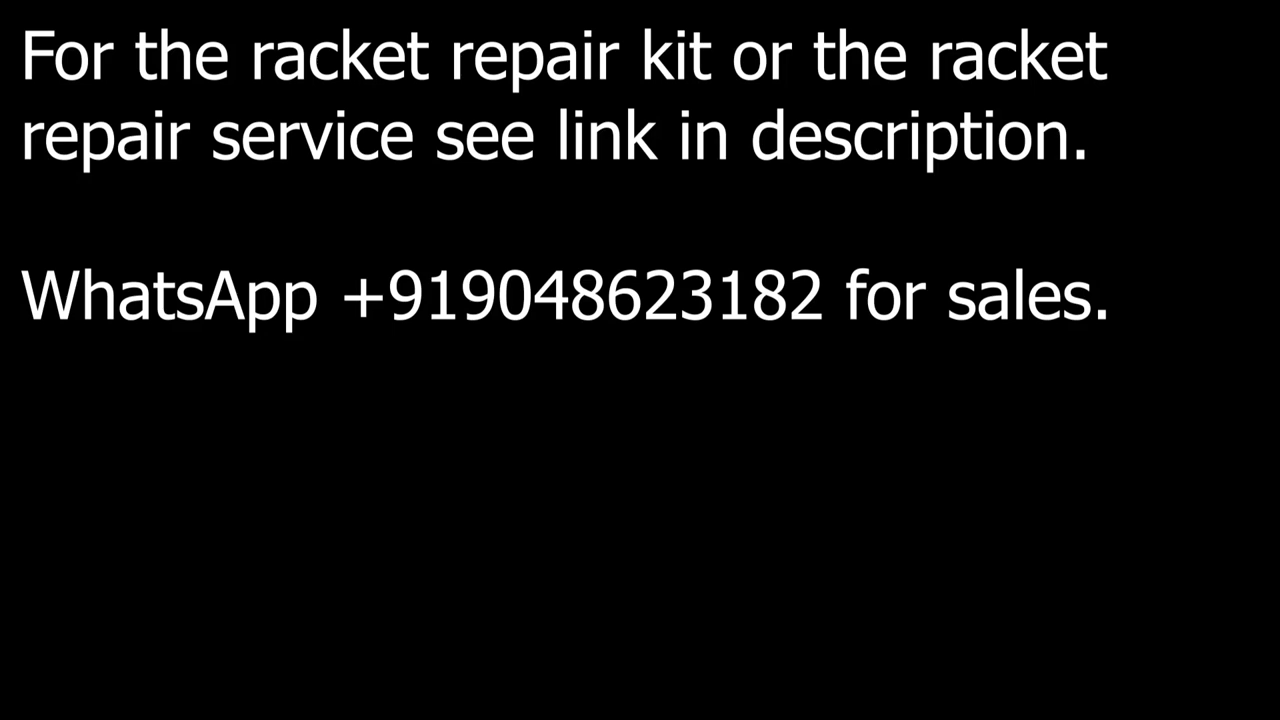 For the racket repair kit or the racket
repair service see link in description.
WhatsApp +919048623182 for sales.